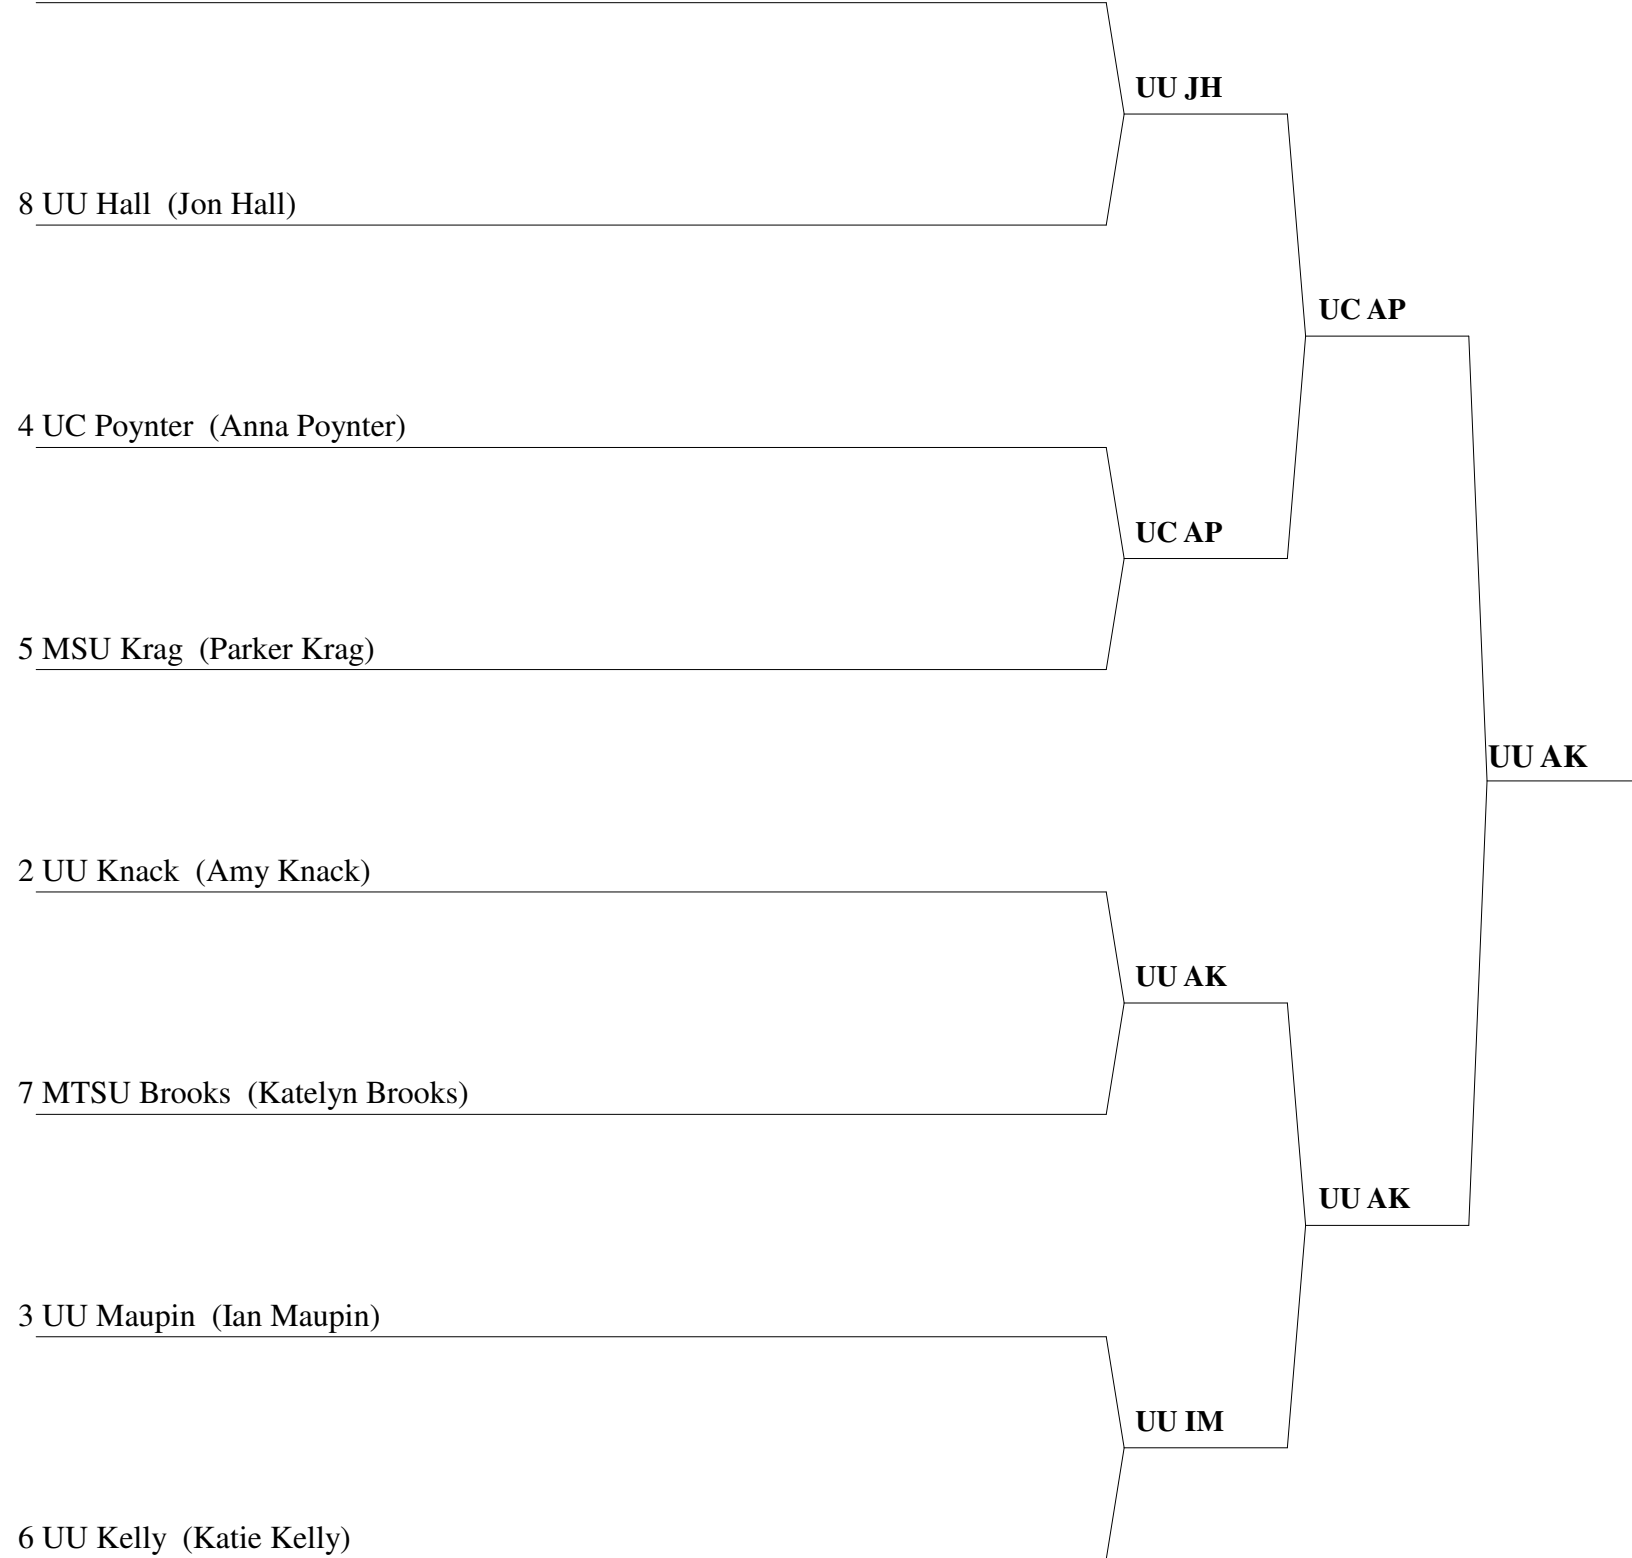 UU JH
8 UU Hall (Jon Hall)
UC AP
4 UC Poynter (Anna Poynter)
UC AP
5 MSU Krag (Parker Krag)
UU AK
2 UU Knack (Amy Knack)
UU AK
7 MTSU Brooks (Katelyn Brooks)
UU AK
3 UU Maupin (Ian Maupin)
UU IM
6 UU Kelly (Katie Kelly)